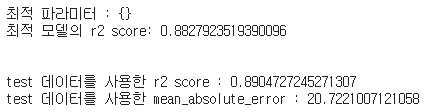 최적 파라미터 : {}
최적 모델의 r2 score: 0.8827923519390096
test 데이터를 사용한 r2 score : 0.8904727245271307
test 데이터를 사용한 mean_absolute_error : 20.7221007121058